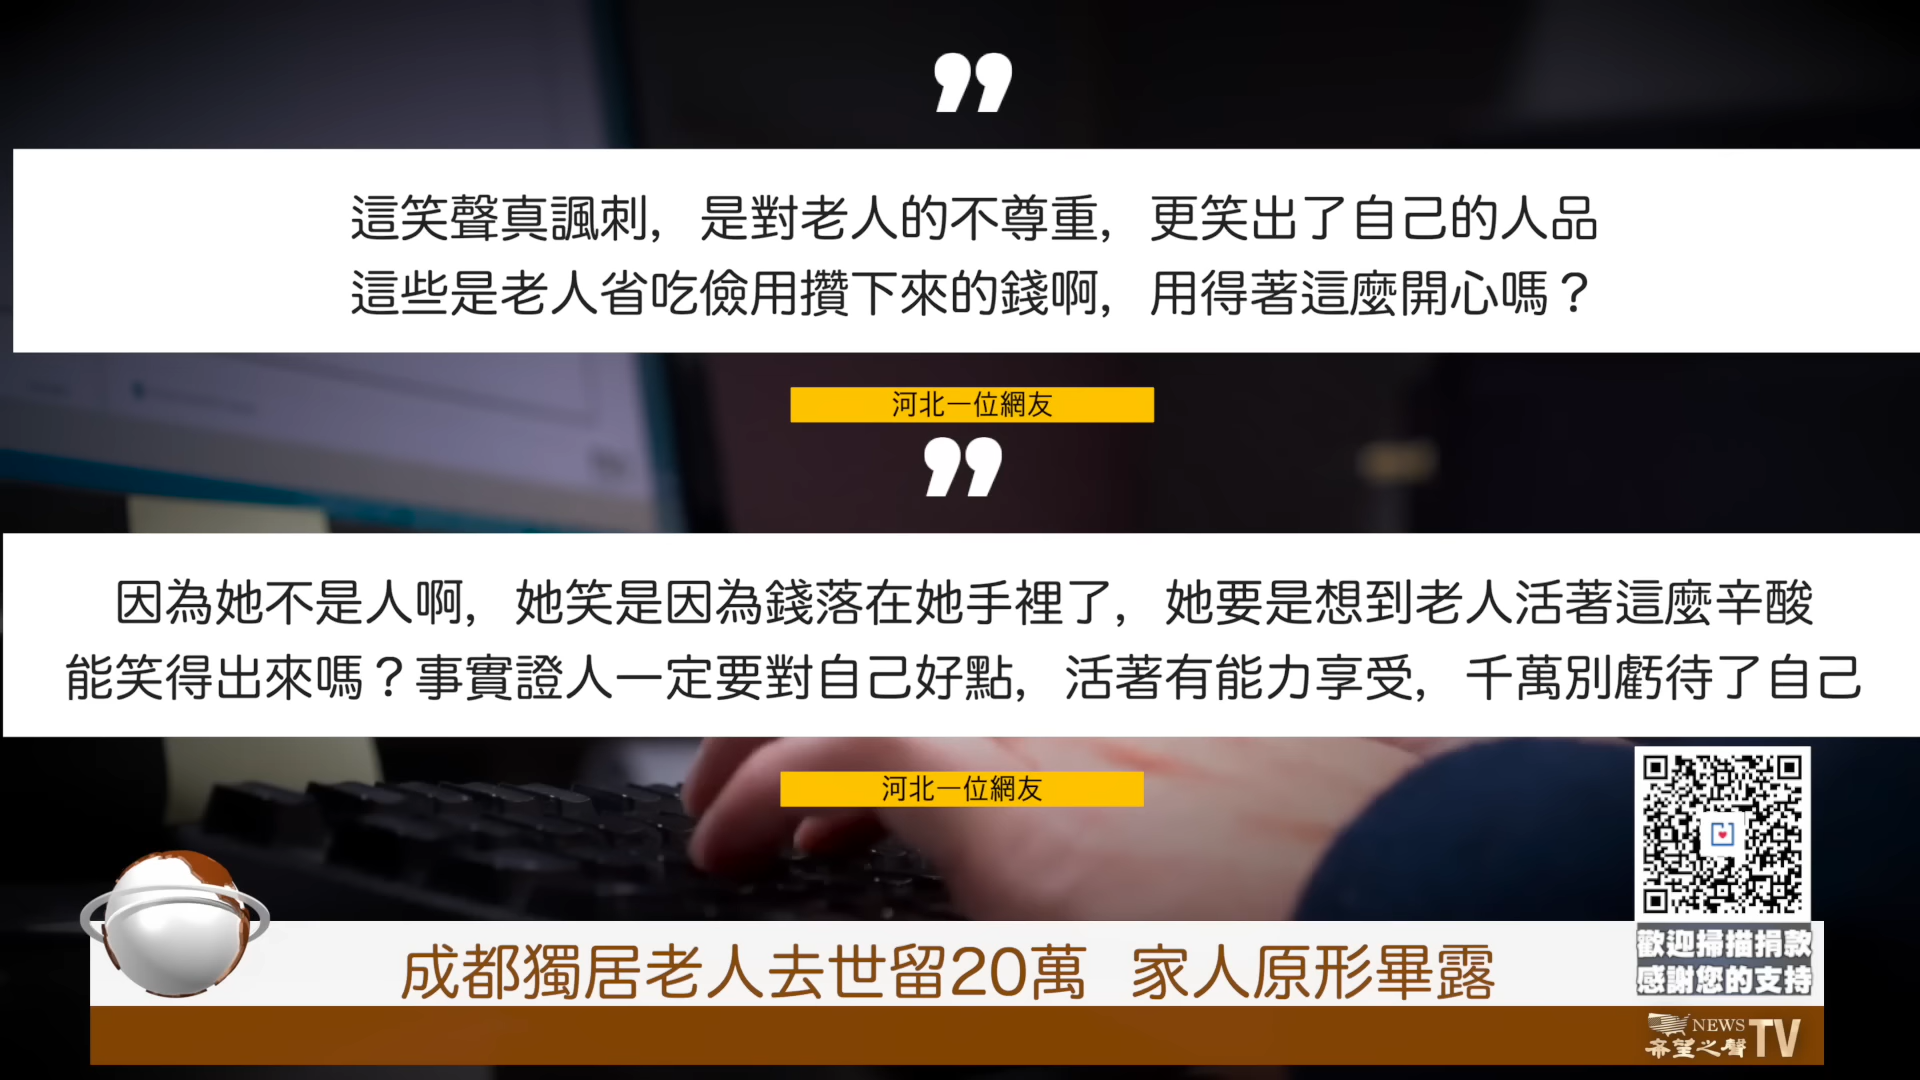 這笑聲真諷刺，是對老人的不尊重，更笑出了自己的人品
這些是老人省吃儉用攢下來的錢啊，用得著這麼開心嗎？
河北一位網友
因為她不是人啊，她笑是因為錢落在她手裡了，她要是想到老人活著這麼辛酸
能笑得出來嗎？事實證人一定要對自己好點，活著有能力享受，千萬別虧待了自己
河北一位網友
成都獨居老人去世留20萬 家人原形畢露
歡迎掃描捐款
感謝您的支持
NEWS
希望之聲 TV